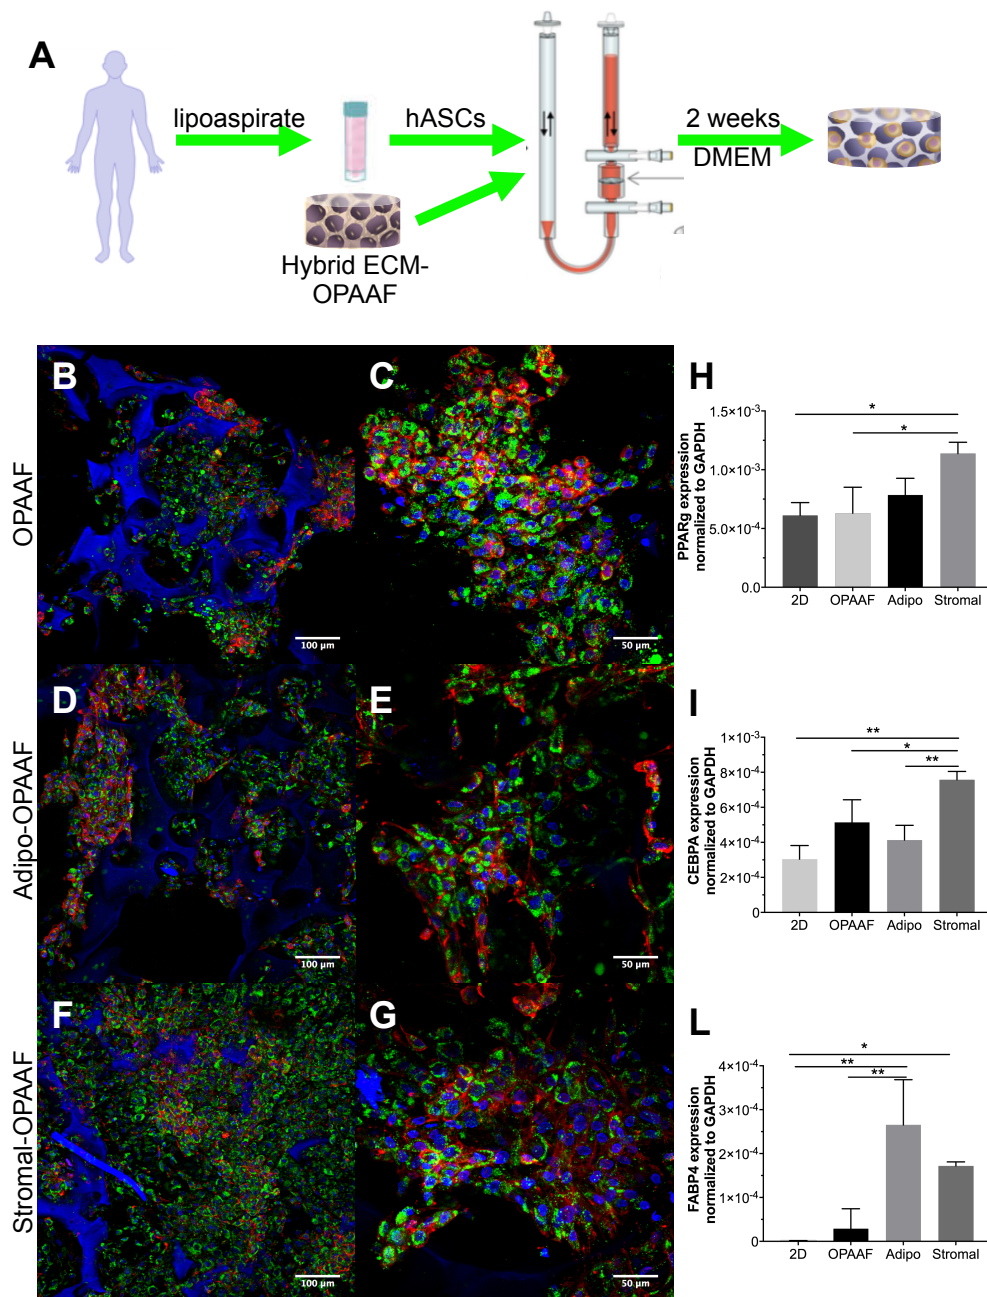 A
lipoaspirate
hASCs
2 weeks
DMEM
Hybrid ECM-
OPAAF
OPAAF
B
100 µm
C
50 µm
Adipo-OPAAF
D
100 µm
E
50 µm
Stromal-OPAAF
F
100 µm
G
50 µm
H
PPARg expression
normalized to GAPDH
1.5×10⁻³
1.0×10⁻³
5.0×10⁻⁴
0.0
*
*
2D OPAAF Adipo Stromal
I
CEBPA expression
normalized to GAPDH
1×10⁻³
8×10⁻⁴
6×10⁻⁴
4×10⁻⁴
2×10⁻⁴
0
**
*
**
2D OPAAF Adipo Stromal
L
FABP4 expression
normalized to GAPDH
4×10⁻⁴
3×10⁻⁴
2×10⁻⁴
1×10⁻⁴
0
*
**
**
2D OPAAF Adipo Stromal